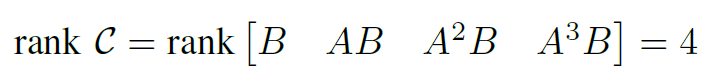 rank 𝒞 = rank [B AB A²B A³B] = 4